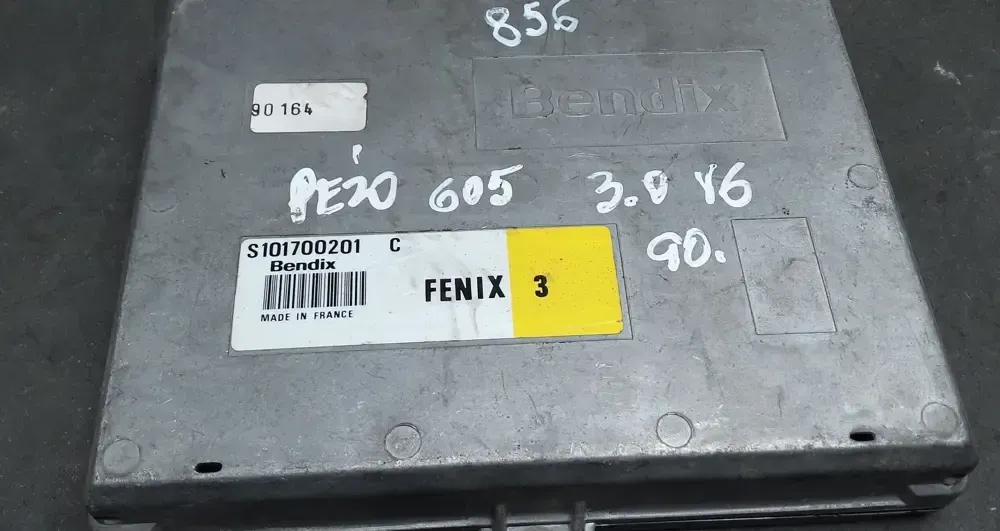 856
Bendix
90 164
PEžO 605 3.0 V6
90.
S101700201 C
Bendix
FENIX 3
MADE IN FRANCE